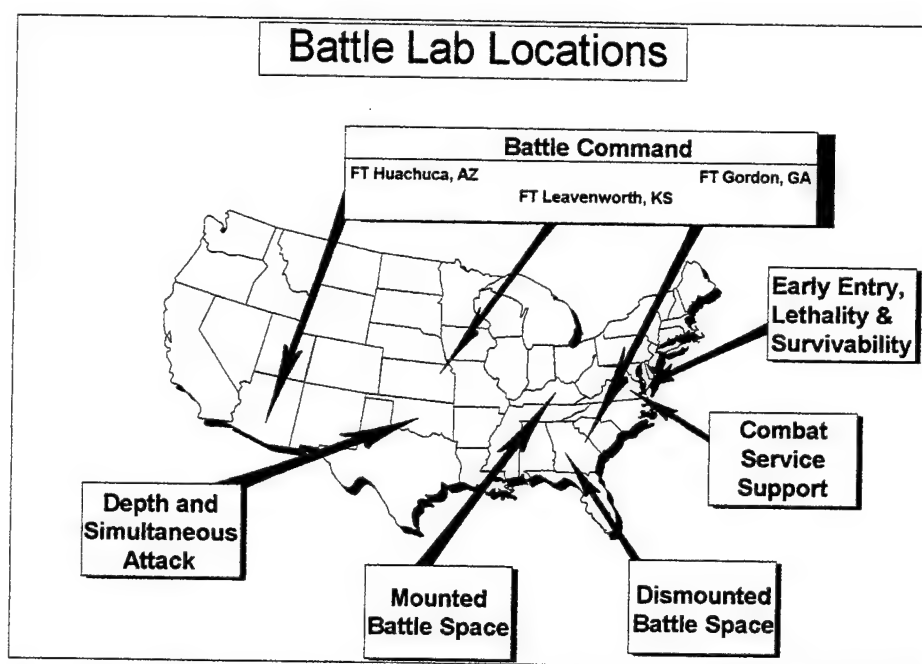 Battle Lab Locations
Battle Command
FT Huachuca, AZ
FT Gordon, GA
FT Leavenworth, KS
Early Entry,
Lethality &
Survivability
Combat
Service
Support
Depth and
Simultaneous
Attack
Mounted
Battle Space
Dismounted
Battle Space